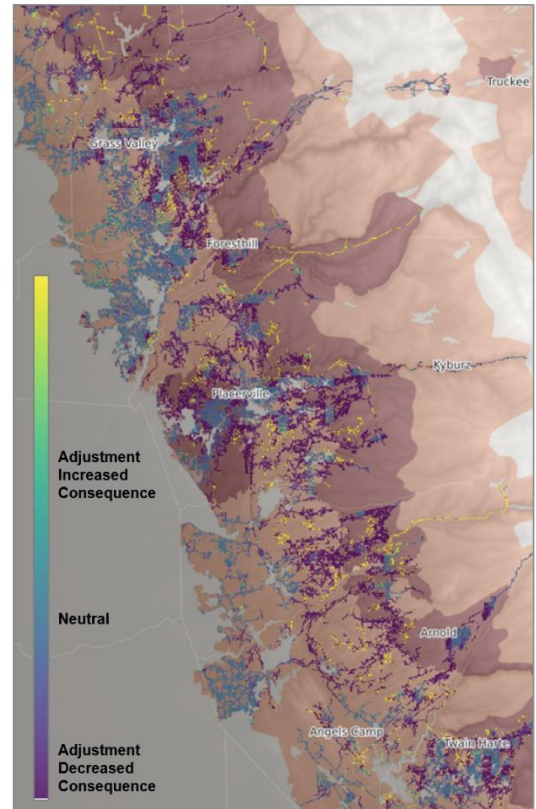 Truckee
Grass Valley
Foresthill
Kyburz
Placerville
Adjustment
Increased
Consequence
Neutral
Arnold
Angels Camp
Twain Harte
Adjustment
Decreased
Consequence